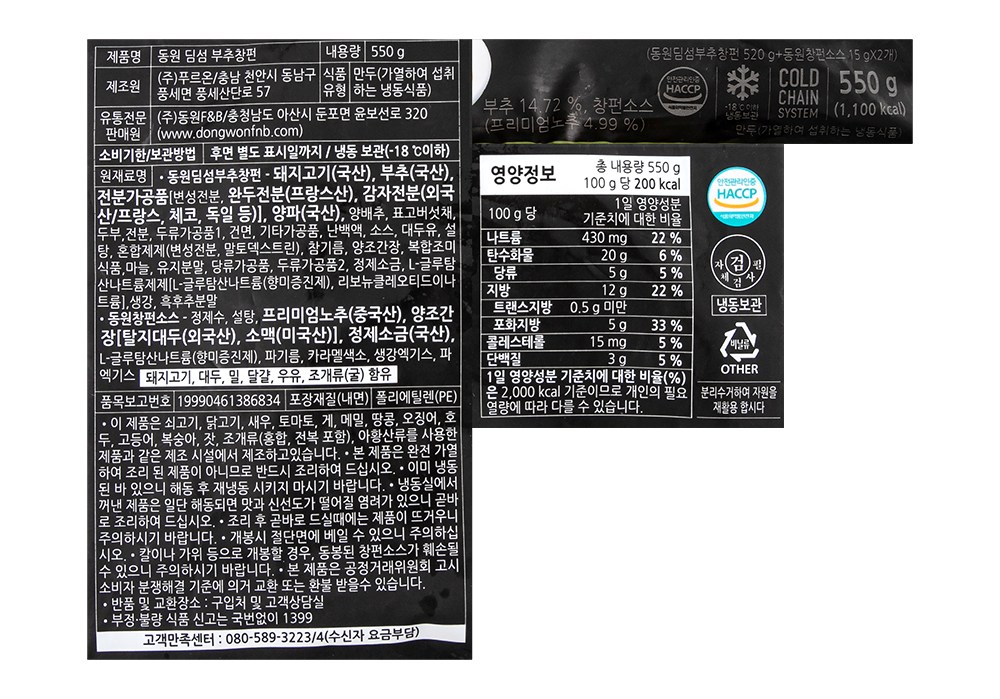 제품명 동원 딤섬 부추창펀 내용량 550 g
제조원 (주)푸르온/충남 천안시 동남구 풍세면 풍세산단로 57 식품유형 만두(가열하여 섭취하는 냉동식품)
유통전문판매원 (주)동원F&B/충청남도 아산시 둔포면 윤보선로 320
(www.dongwonfnb.com)
소비기한/보관방법 후면 별도 표시일까지 / 냉동 보관(-18 ℃이하)
원재료명 • 동원딤섬부추창펀 - 돼지고기(국산), 부추(국산),
전분가공품[변성전분, 완두전분(프랑스산), 감자전분(외국
산/프랑스, 체코, 독일 등)], 양파(국산), 양배추, 표고버섯채,
두부,전분, 두류가공품1, 건면, 기타가공품, 난백액, 소스, 대두유, 설
탕, 혼합제제(변성전분, 말토덱스트린), 참기름, 양조간장, 복합조미
식품,마늘, 유지분말, 당류가공품, 두류가공품2, 정제소금, L-글루탐
산나트륨제제[L-글루탐산나트륨(향미증진제), 리보뉴클레오티드이나
트륨],생강, 흑후추분말
• 동원창펀소스 - 정제수, 설탕, 프리미엄노추(중국산), 양조간
장[탈지대두(외국산), 소맥(미국산)], 정제소금(국산),
L-글루탐산나트륨(향미증진제), 파기름, 카라멜색소, 생강엑기스, 파
엑기스 돼지고기, 대두, 밀, 달걀, 우유, 조개류(굴) 함유
품목보고번호 19990461386834 포장재질(내면) 폴리에틸렌(PE)
• 이 제품은 쇠고기, 닭고기, 새우, 토마토, 게, 메밀, 땅콩, 오징어, 호
두, 고등어, 복숭아, 잣, 조개류(홍합, 전복 포함), 아황산류를 사용한
제품과 같은 제조 시설에서 제조하고있습니다. • 본 제품은 완전 가열
하여 조리 된 제품이 아니므로 반드시 조리하여 드십시오. • 이미 냉동
된 바 있으니 해동 후 재냉동 시키지 마시기 바랍니다. • 냉동실에서
꺼낸 제품은 일단 해동되면 맛과 신선도가 떨어질 염려가 있으니 곧바
로 조리하여 드십시오. • 조리 후 곧바로 드실때에는 제품이 뜨거우니
주의하시기 바랍니다. • 개봉시 절단면에 베일 수 있으니 주의하십
시오. • 칼이나 가위 등으로 개봉할 경우, 동봉된 창펀소스가 훼손될
수 있으니 주의하시기 바랍니다. • 본 제품은 공정거래위원회 고시
소비자 분쟁해결 기준에 의거 교환 또는 환불 받을수 있습니다.
• 반품 및 교환장소 : 구입처 및 고객상담실
• 부정·불량 식품 신고는 국번없이 1399
고객만족센터 : 080-589-3223/4(수신자 요금부담)
(동원딤섬부추창펀 520 g+동원창펀소스 15 gX2개)
부추 14.72 %, 창펀소스
(프리미엄노추 4.99 %)
안전관리인증
HACCP
-18 ℃이하
냉동보관
COLD
CHAIN
SYSTEM
550 g
(1,100 kcal)
만두(가열하여 섭취하는 냉동식품)
영양정보
총 내용량 550 g
100 g 당 200 kcal
100 g 당 1일 영양성분
기준치에 대한 비율
나트륨 430 mg 22 %
탄수화물 20 g 6 %
당류 5 g 5 %
지방 12 g 22 %
트랜스지방 0.5 g 미만
포화지방 5 g 33 %
콜레스테롤 15 mg 5 %
단백질 3 g 5 %
1일 영양성분 기준치에 대한 비율(%)
은 2,000 kcal 기준이므로 개인의 필요
열량에 따라 다를 수 있습니다.
안전관리인증
HACCP
식품의약품안전처
자체검사필
검
냉동보관
비닐류
OTHER
분리수거하여 자원을
재활용 합시다